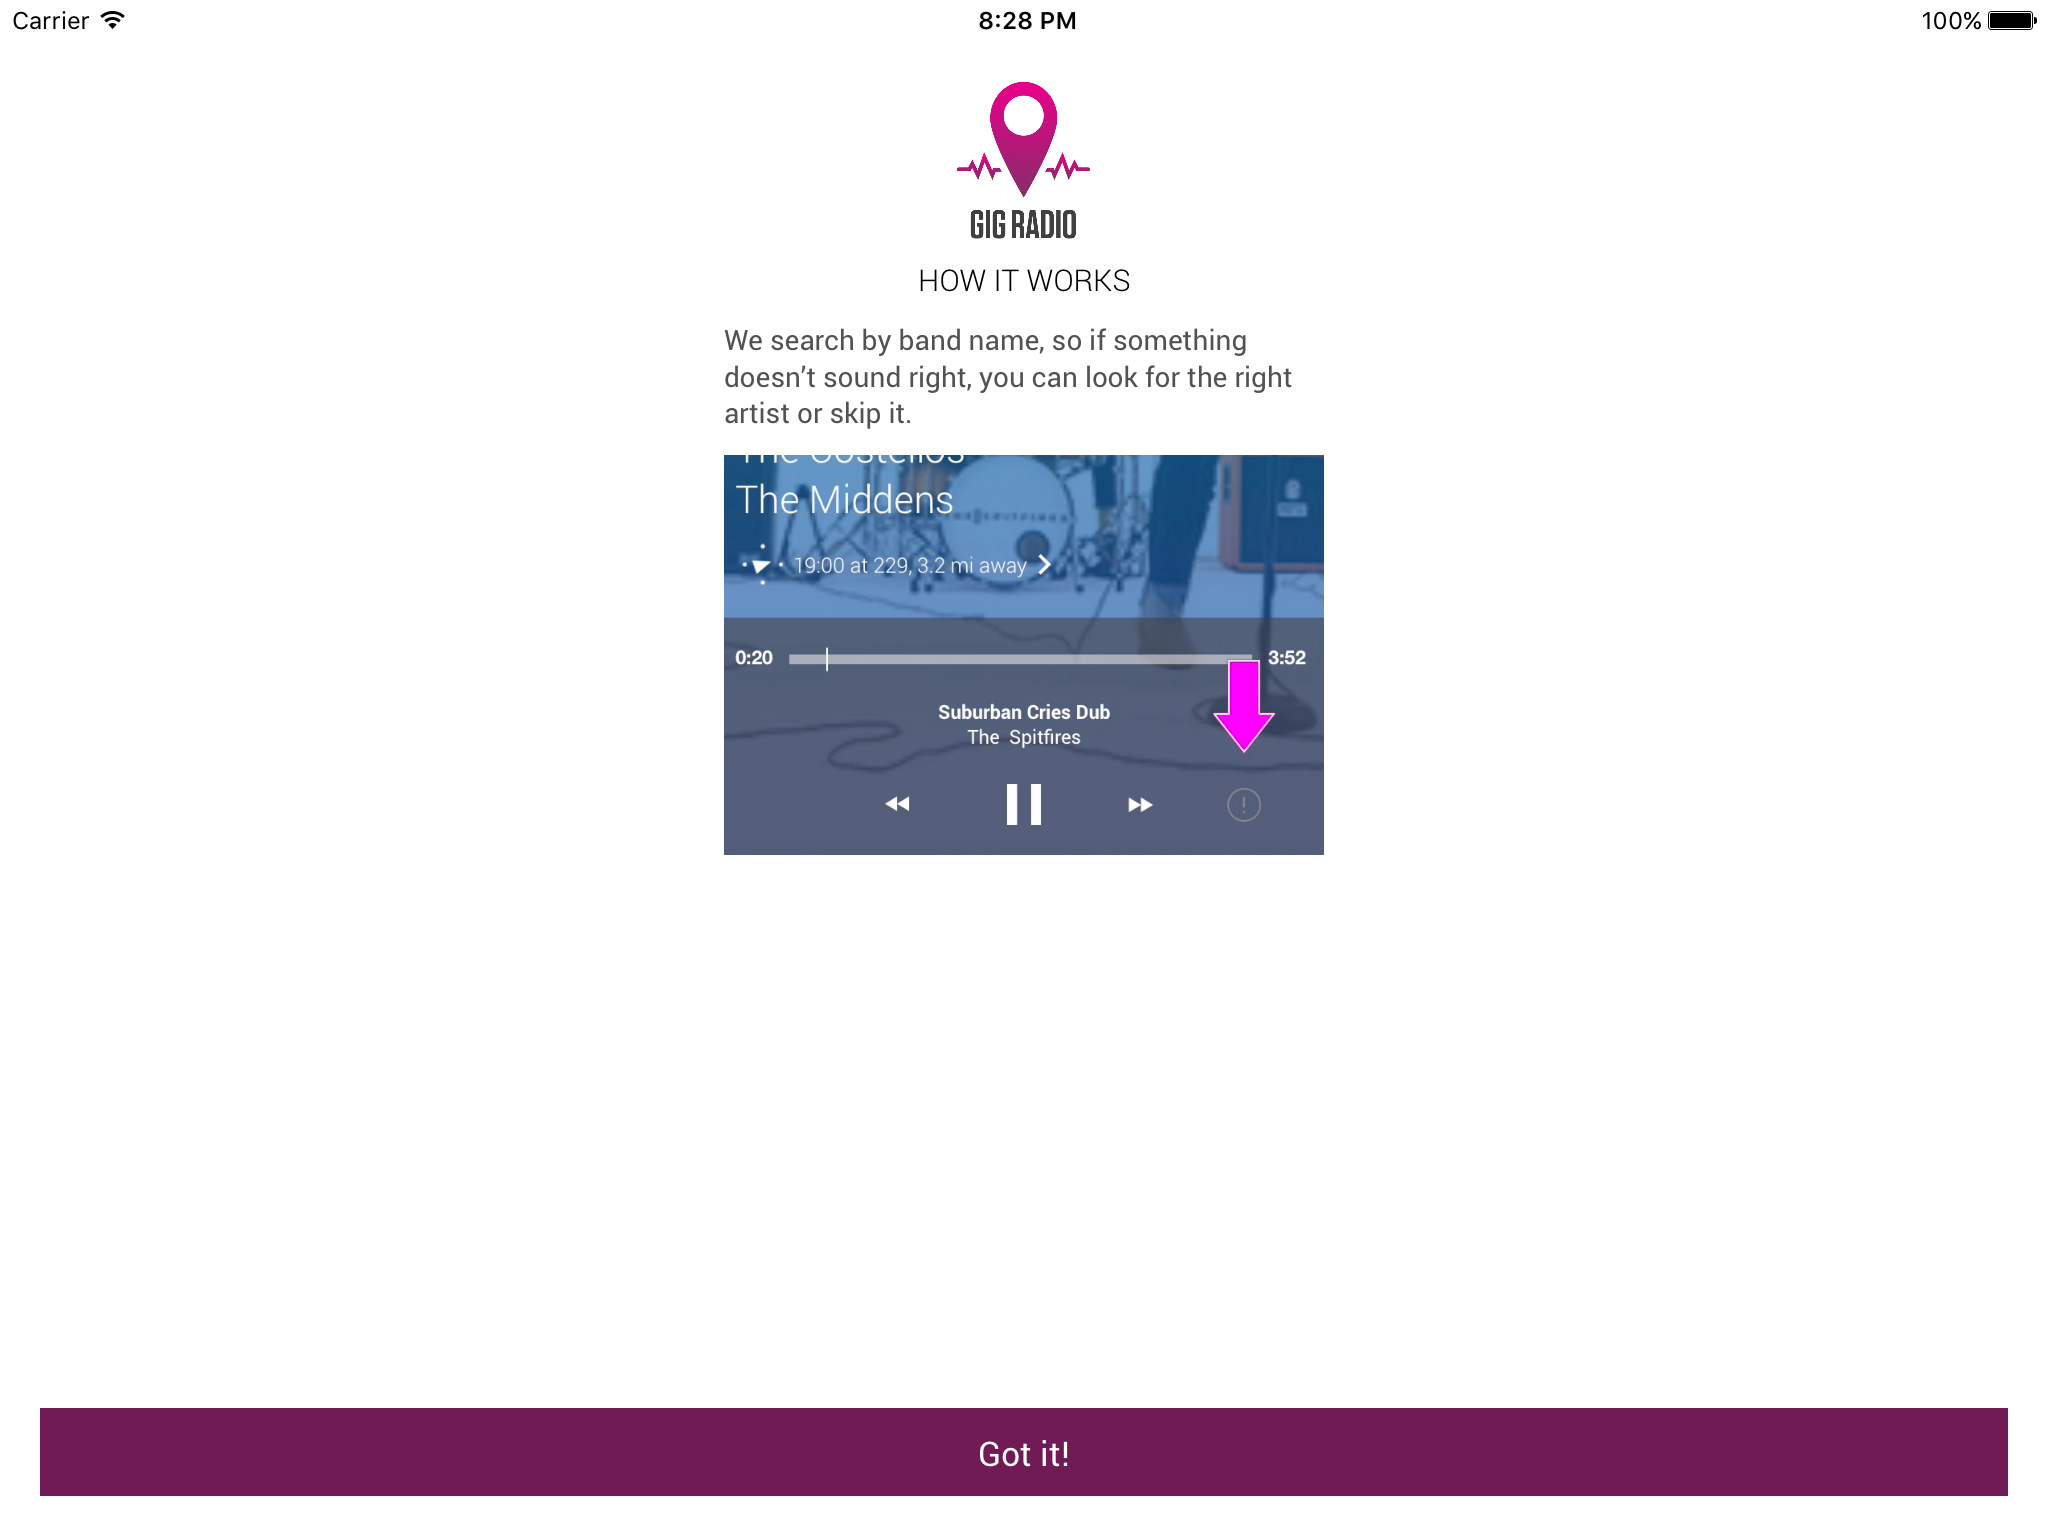 Carrier
8:28 PM
100%
GIG RADIO
HOW IT WORKS
We search by band name, so if something
doesn’t sound right, you can look for the right
artist or skip it.
The Costellos
The Middens
19:00 at 229, 3.2 mi away
0:20
3:52
Suburban Cries Dub
The Spitfires
Got it!